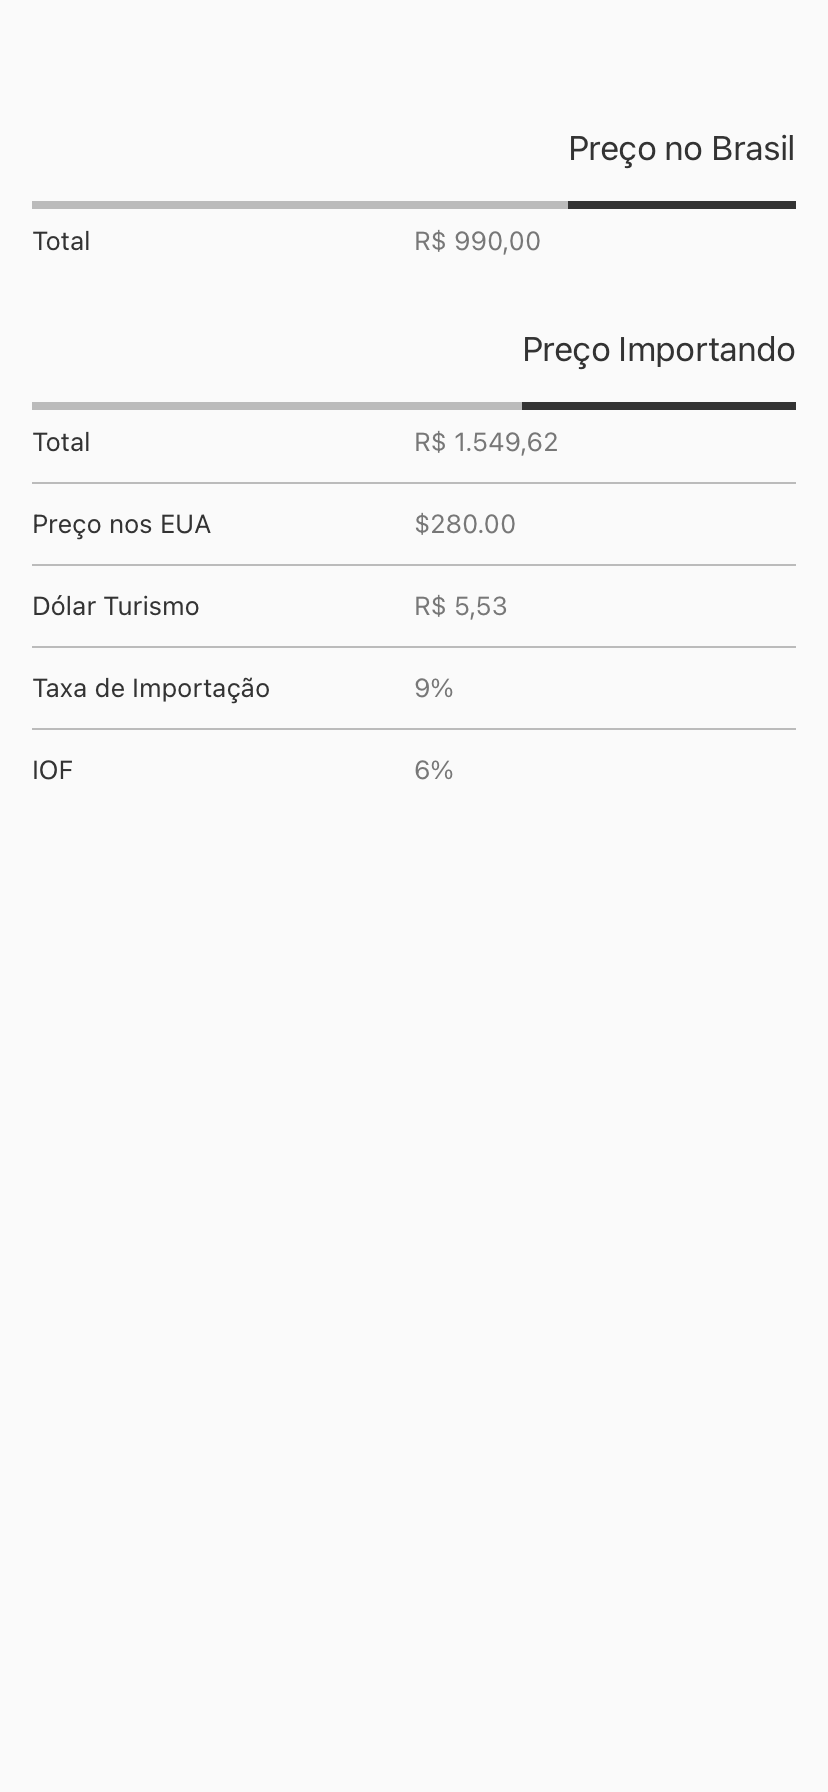 Preço no Brasil
Total R$ 990,00
Preço Importando
Total R$ 1.549,62
Preço nos EUA $280.00
Dólar Turismo R$ 5,53
Taxa de Importação 9%
IOF 6%